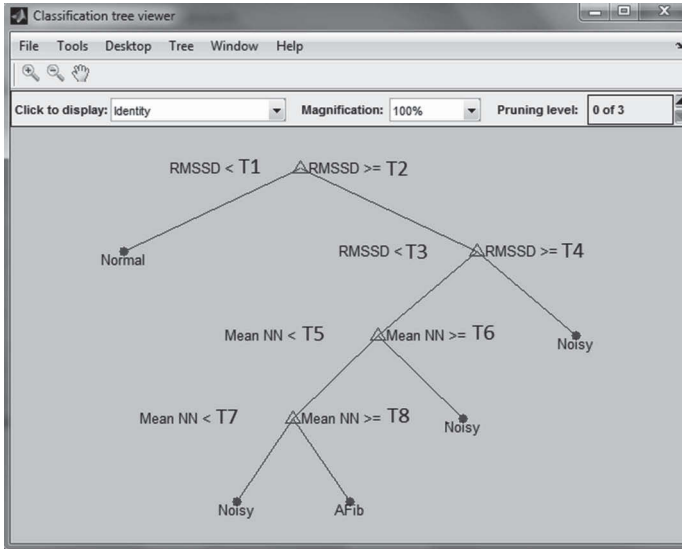 Classification tree viewer
File Tools Desktop Tree Window Help
Click to display: Identity Magnification: 100% Pruning level: 0 of 3
RMSSD < T1 RMSSD >= T2
Normal
RMSSD < T3 RMSSD >= T4
Mean NN < T5 Mean NN >= T6
Noisy
Mean NN < T7 Mean NN >= T8
Noisy
Noisy AFib